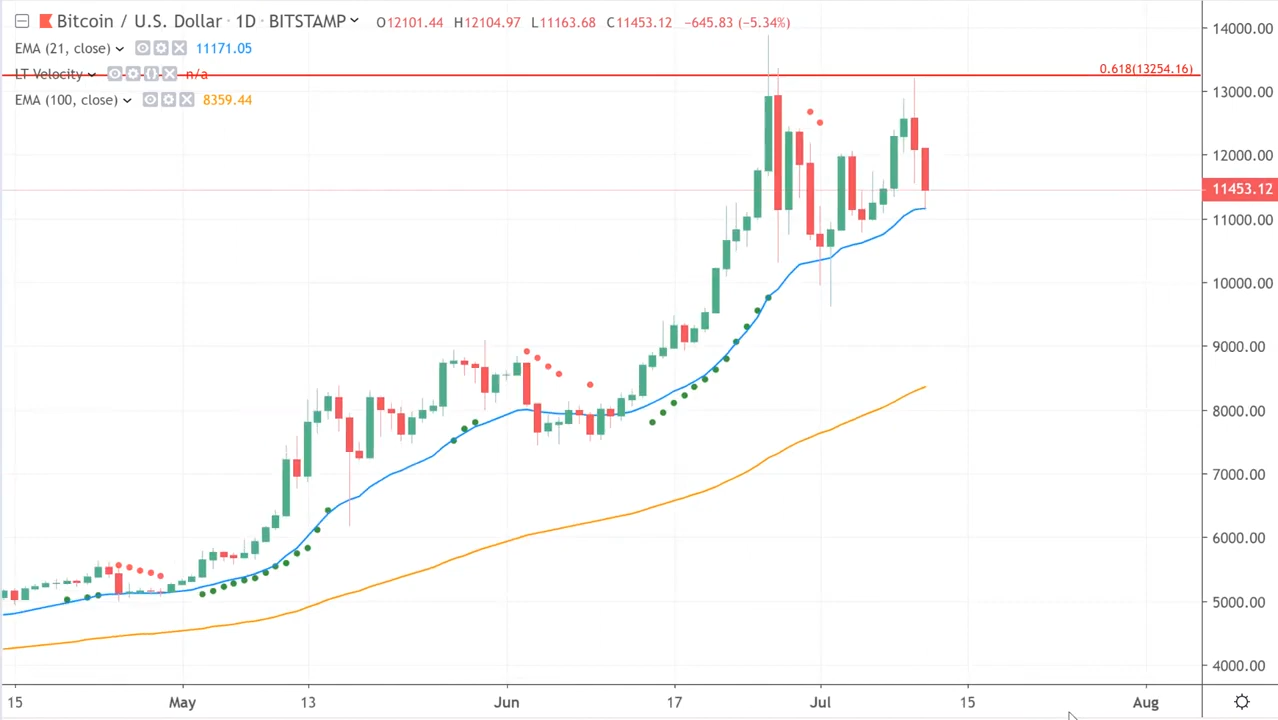 Bitcoin / U.S. Dollar · 1D · BITSTAMP O12101.44 H12104.97 L11163.68 C11453.12 −645.83 (−5.34%)
EMA (21, close) 11171.05
LT Velocity n/a
EMA (100, close) 8359.44
0.618(13254.16)
14000.00
13000.00
12000.00
11453.12
11000.00
10000.00
9000.00
8000.00
7000.00
6000.00
5000.00
4000.00
15 May 13 Jun 17 Jul 15 Aug